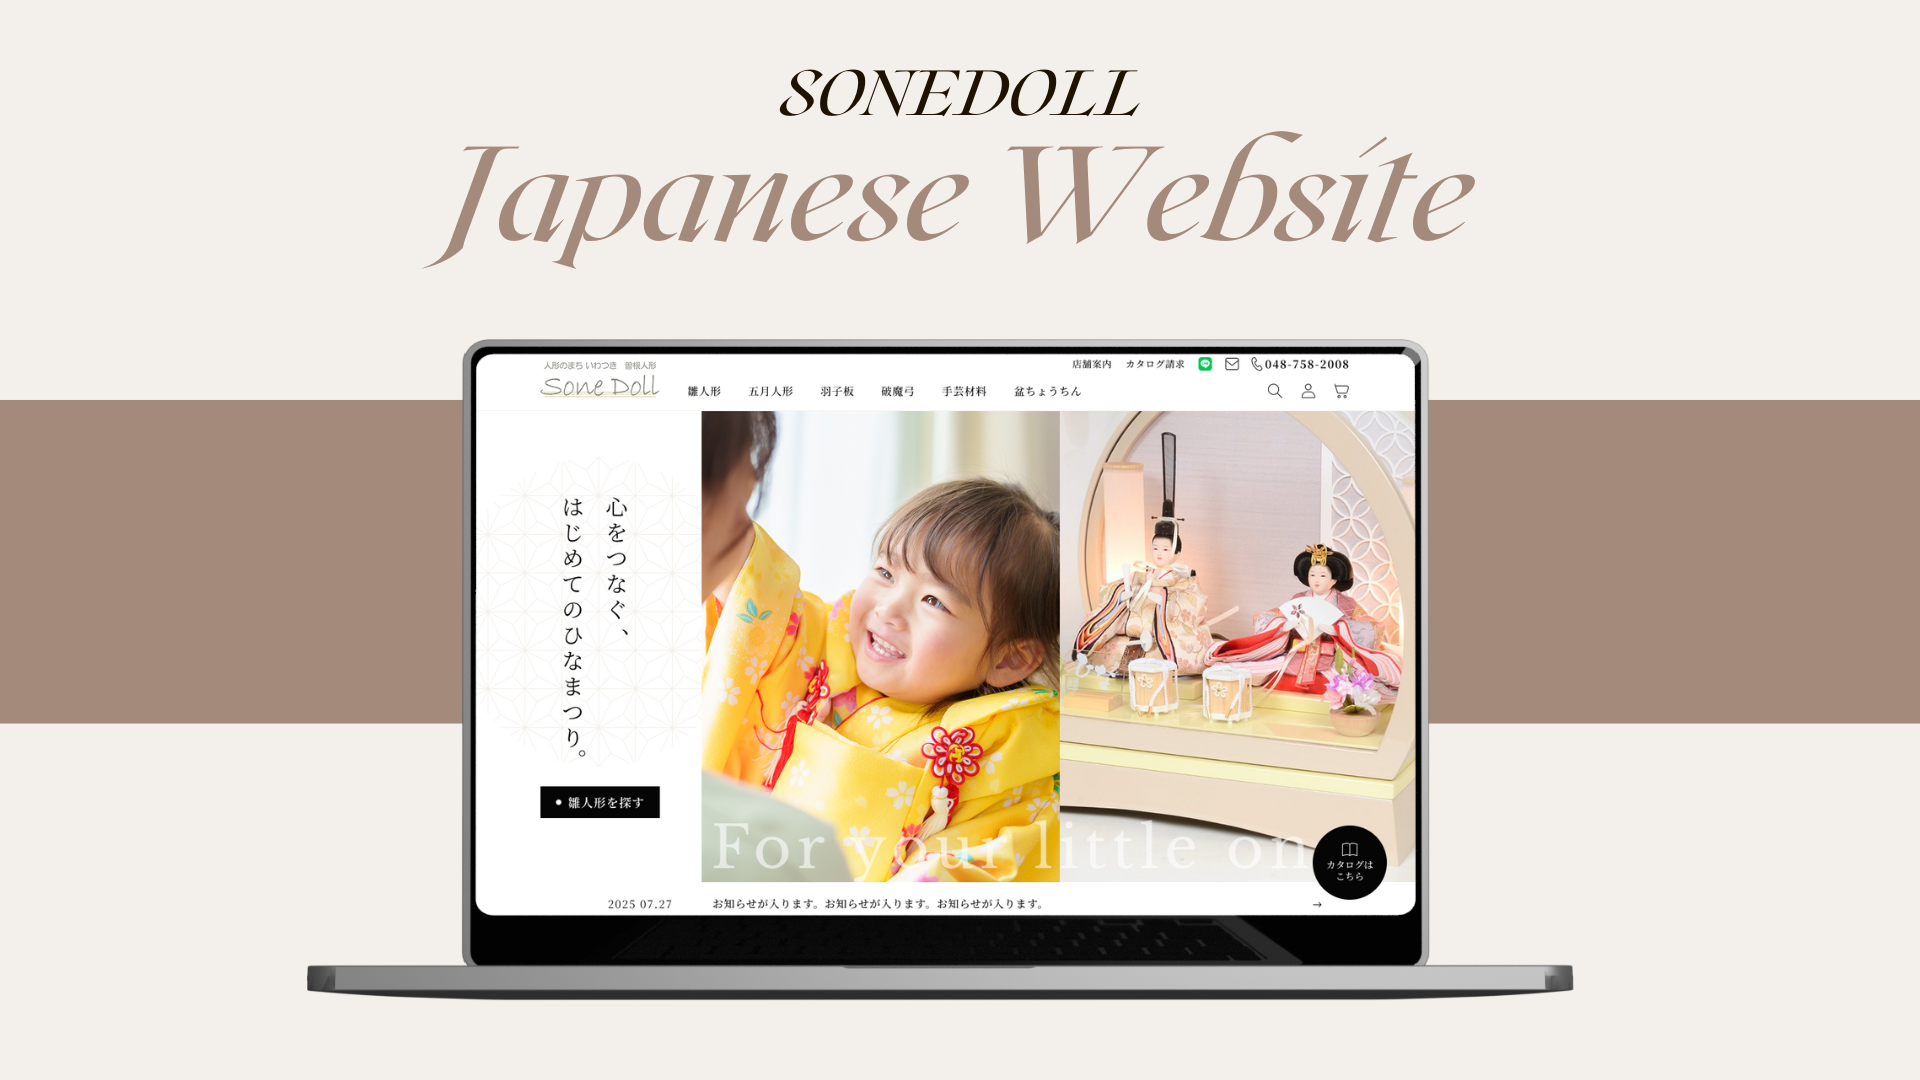 SONEDOLL
Japanese Website
人形のまち いわつき 曽根人形
Sone Doll
店舗案内 カタログ請求 048-758-2008
雛人形 五月人形 羽子板 破魔弓 手芸材料 盆ちょうちん
心をつなぐ、
はじめてのひなまつり。
雛人形を探す
For your little on
カタログは
こちら
2025 07.27 お知らせが入ります。お知らせが入ります。お知らせが入ります。 →